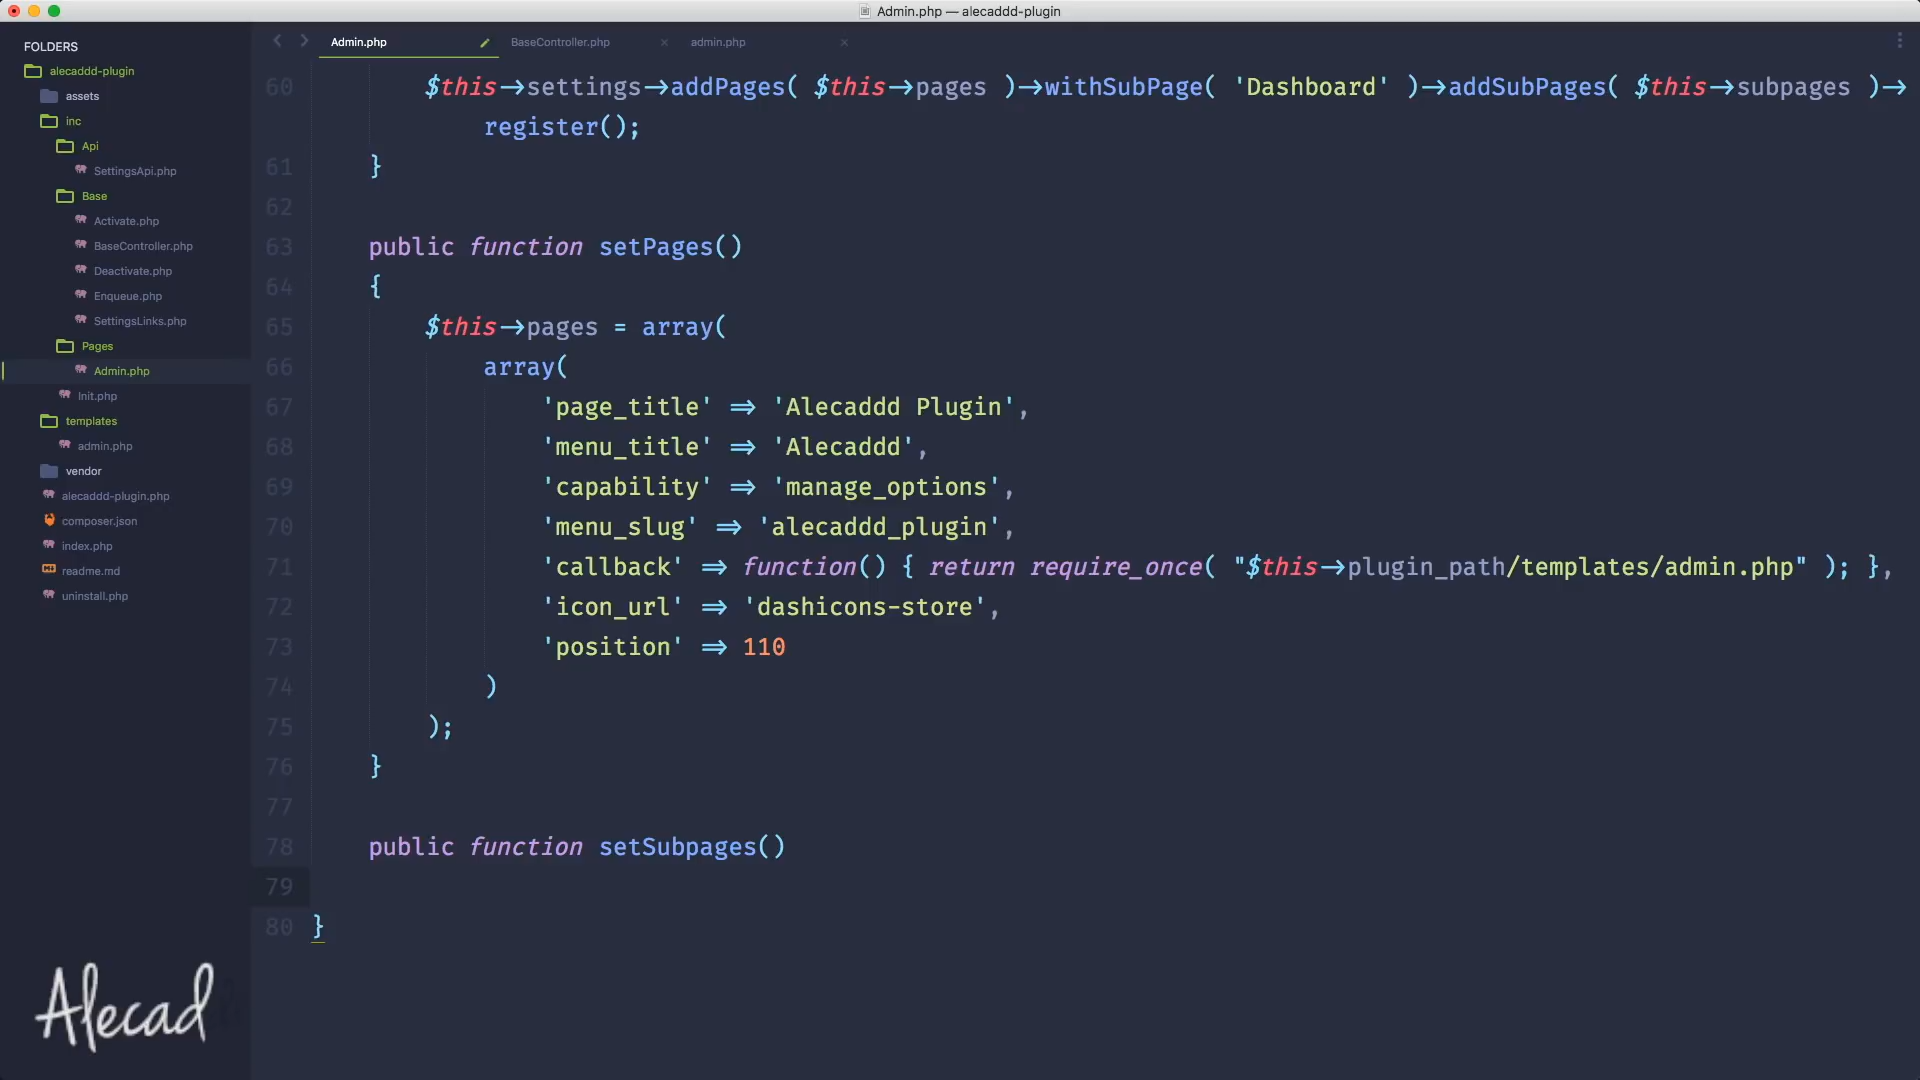 Admin.php — alecaddd-plugin
FOLDERS
alecaddd-plugin
assets
inc
Api
SettingsApi.php
Base
Activate.php
BaseController.php
Deactivate.php
Enqueue.php
SettingsLinks.php
Pages
Admin.php
Init.php
templates
admin.php
vendor
alecaddd-plugin.php
composer.json
index.php
readme.md
uninstall.php
Alecad
Admin.php BaseController.php admin.php
60 $this->settings->addPages( $this->pages )->withSubPage( 'Dashboard' )->addSubPages( $this->subpages )->
register();
61 }
62
63 public function setPages()
64 {
65 $this->pages = array(
66 array(
67 'page_title' => 'Alecaddd Plugin',
68 'menu_title' => 'Alecaddd',
69 'capability' => 'manage_options',
70 'menu_slug' => 'alecaddd_plugin',
71 'callback' => function() { return require_once( "$this->plugin_path/templates/admin.php" ); },
72 'icon_url' => 'dashicons-store',
73 'position' => 110
74 )
75 );
76 }
77
78 public function setSubpages()
79
80 }